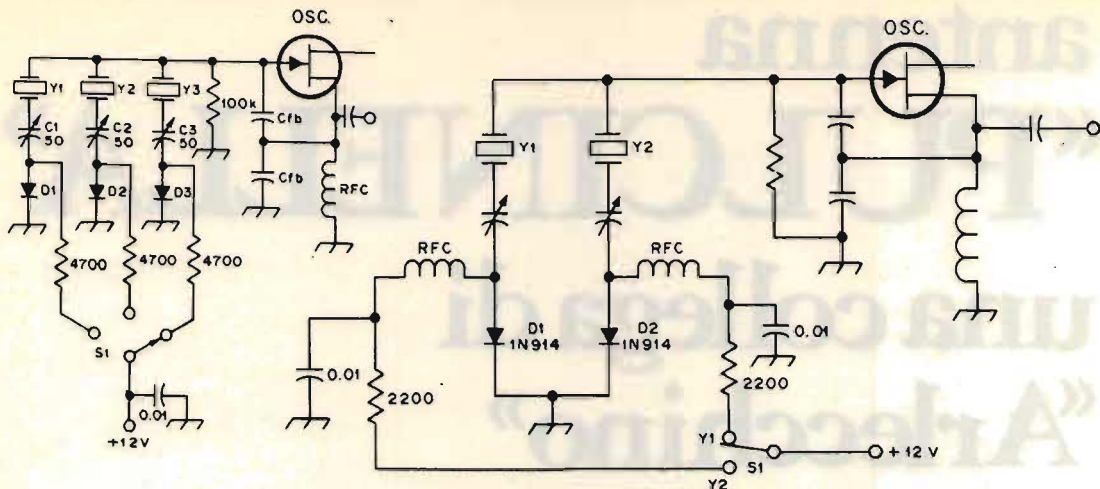 OSC.
Y1 Y2 Y3
100k
Cfb
C1 50
C2 50
C3 50
D1 D2 D3
Cfb
RFC
4700 4700 4700
S1
0.01
+12V
OSC.
Y1 Y2
RFC RFC
D1 1N914
D2 1N914
0.01 0.01
2200 2200
Y1
S1
+12 V
Y2